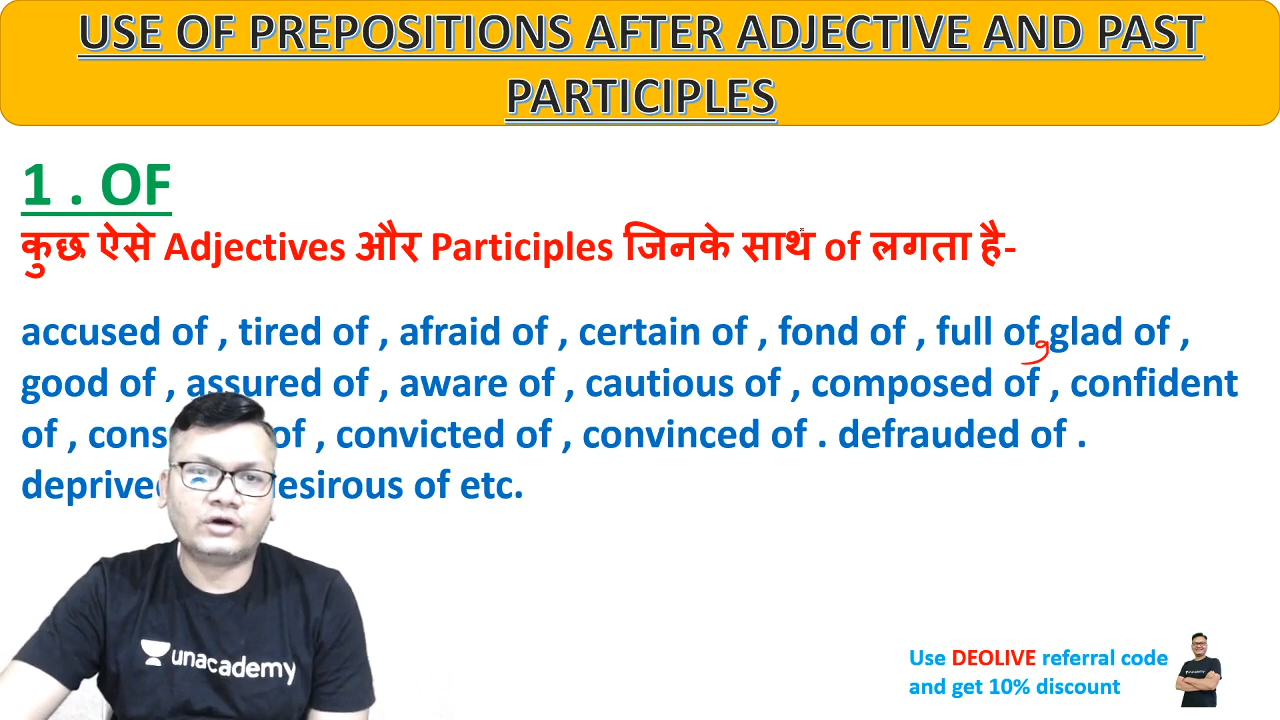 USE OF PREPOSITIONS AFTER ADJECTIVE AND PAST
PARTICIPLES
1 . OF
कुछ ऐसे Adjectives और Participles जिनके साथ of लगता है-
accused of , tired of , afraid of , certain of , fond of , full of , glad of ,
good of , assured of , aware of , cautious of , composed of , confident
of , cons of , convicted of , convinced of . defrauded of .
deprived desirous of etc.
unacademy
Use DEOLIVE referral code
and get 10% discount